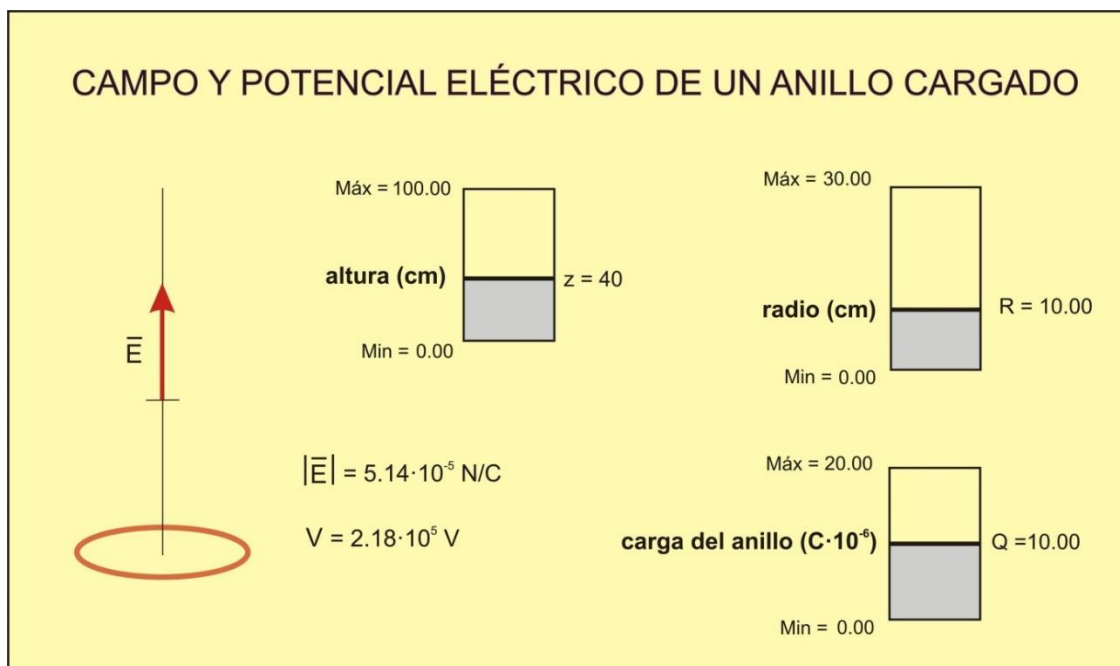 CAMPO Y POTENCIAL ELÉCTRICO DE UN ANILLO CARGADO
Máx = 100.00
altura (cm)
z = 40
Min = 0.00
Máx = 30.00
radio (cm)
R = 10.00
Min = 0.00
E̅
|E̅| = 5.14·10⁻⁵ N/C
V = 2.18·10⁵ V
Máx = 20.00
carga del anillo (C·10⁻⁶)
Q =10.00
Min = 0.00